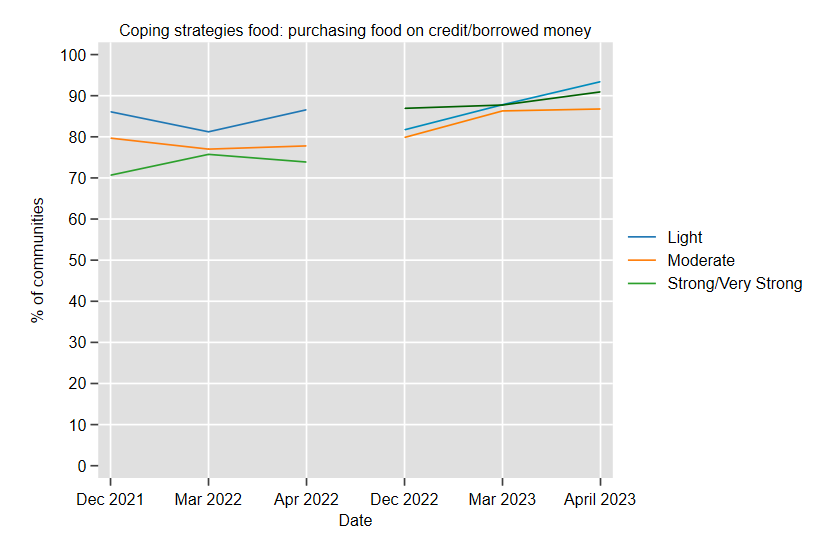 Coping strategies food: purchasing food on credit/borrowed money
100
90
80
70
60
50
40
30
20
10
0
% of communities
Dec 2021 Mar 2022 Apr 2022 Dec 2022 Mar 2023 April 2023
Date
Light
Moderate
Strong/Very Strong